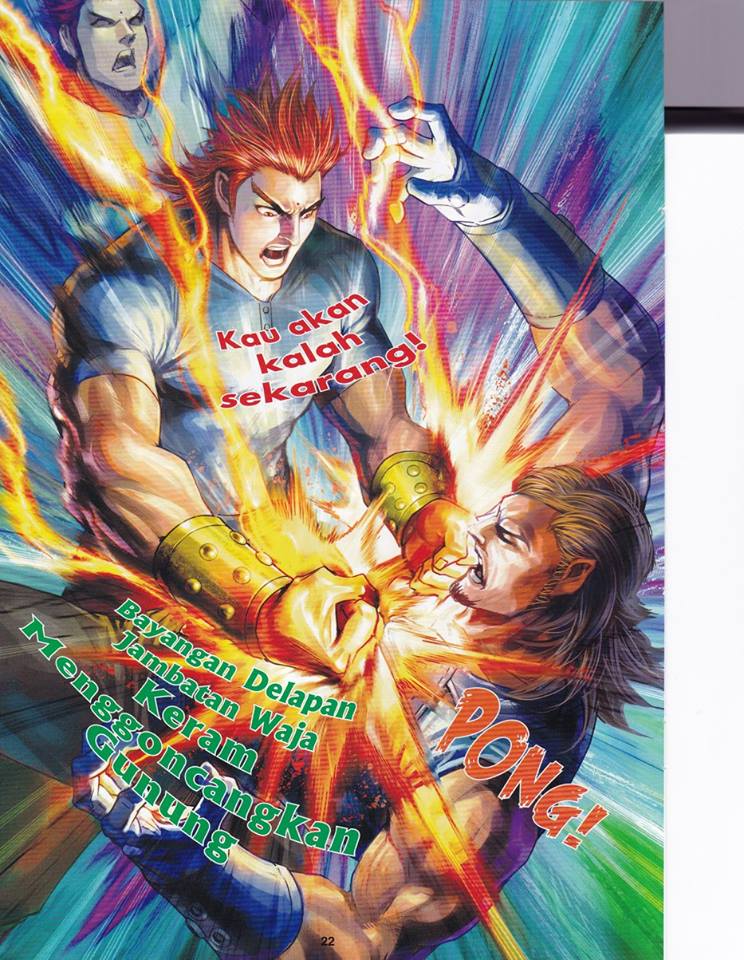 Kau akan
kalah
sekarang!
Bayangan Delapan
Jambatan Waja
Keram
Menggoncangkan
Gunung
PONG!
22